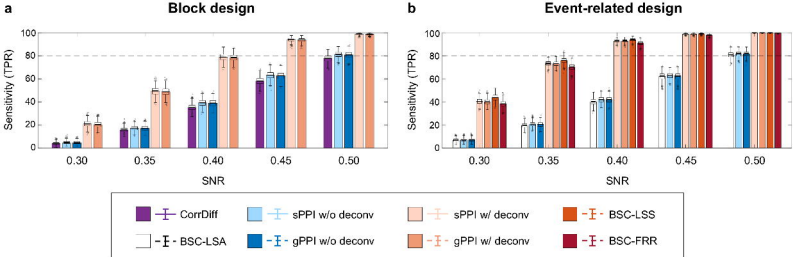 a Block design
Sensitivity (TPR)
100
80
60
40
20
0
0.30 0.35 0.40 0.45 0.50
SNR
b Event-related design
Sensitivity (TPR)
100
80
60
40
20
0
0.30 0.35 0.40 0.45 0.50
SNR
CorrDiff sPPI w/o deconv sPPI w/ deconv BSC-LSS
BSC-LSA gPPI w/o deconv gPPI w/ deconv BSC-FRR